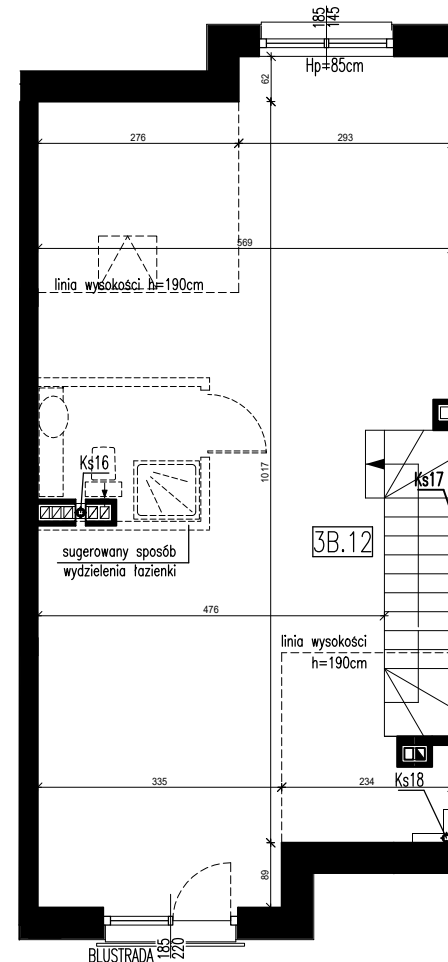 185
145
Hp=85cm
62
276
293
569
linia wysokości h=190cm
1017
Ks16
Ks17
3B.12
sugerowany sposób
wydzielenia łazienki
476
linia wysokości
h=190cm
335
234
Ks18
89
BLUSTRADA
185
220